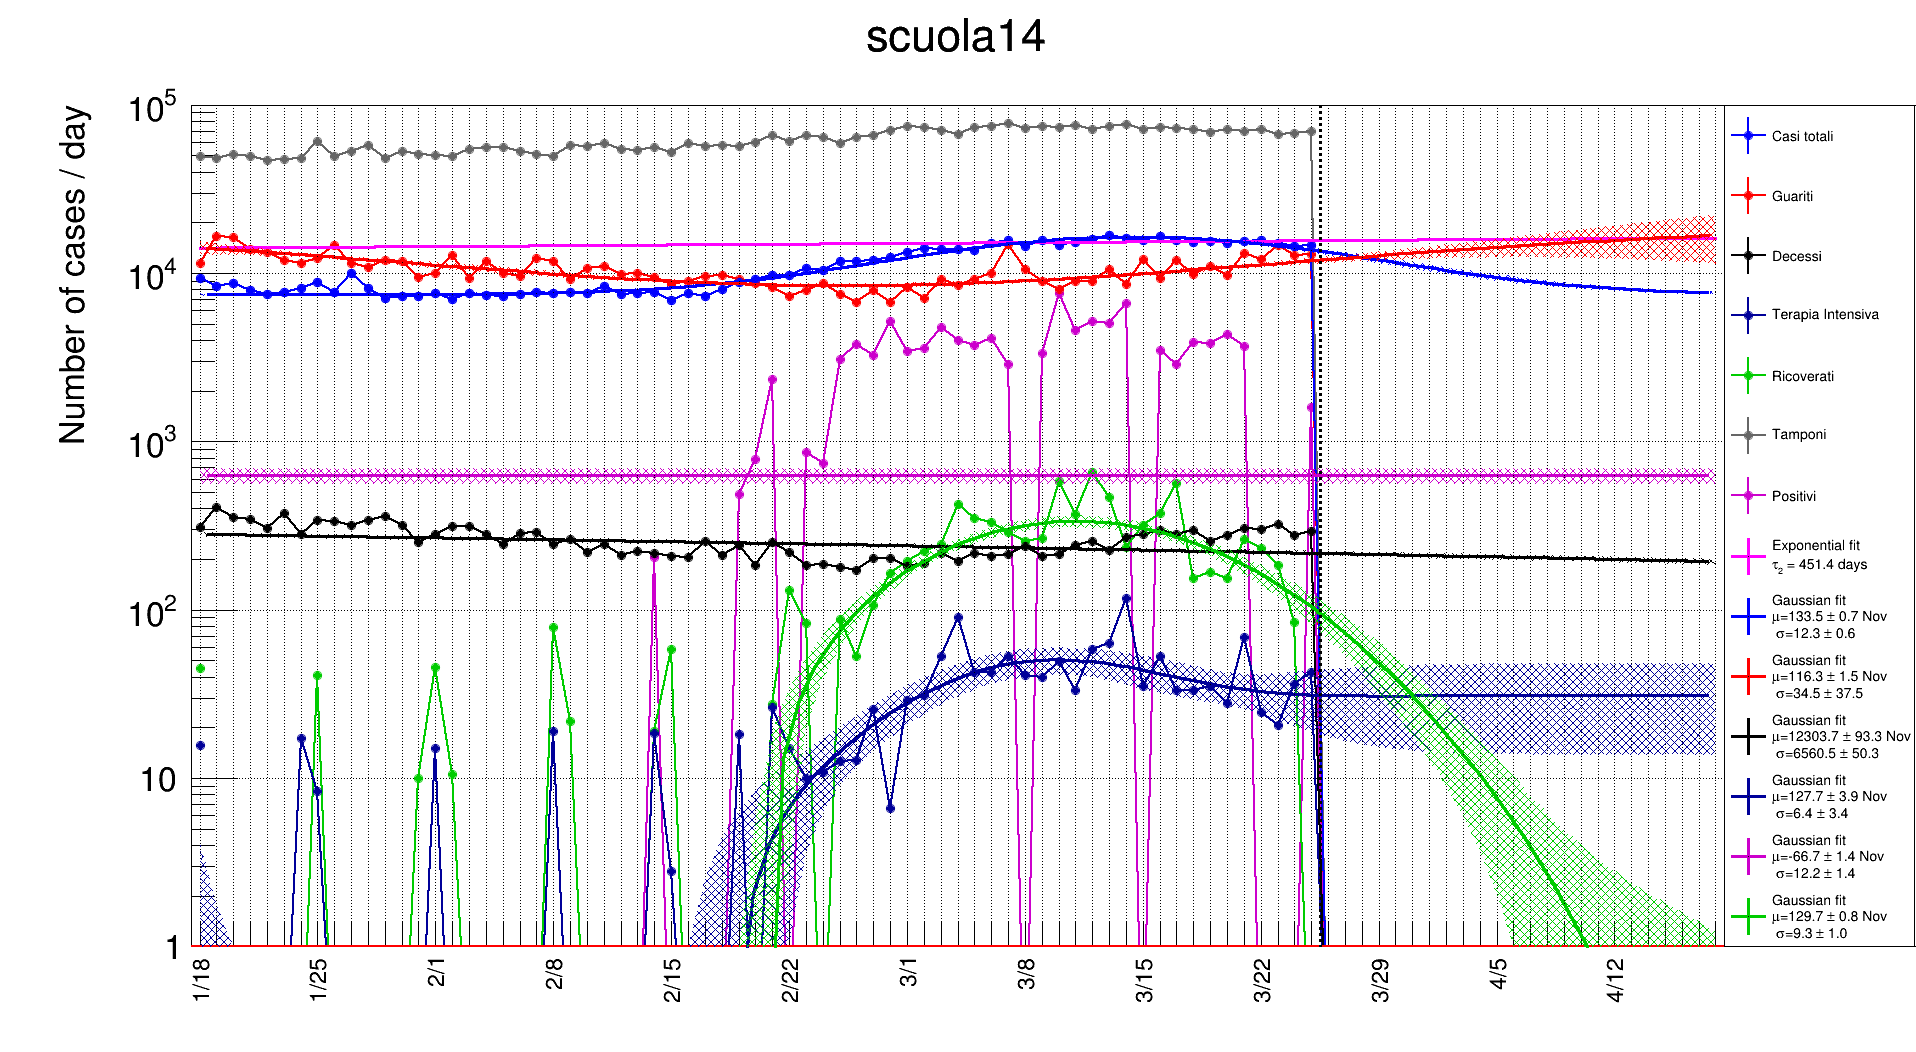 scuola14
Number of cases / day
10^5
10^4
10^3
10^2
10
1
1/18
1/25
2/1
2/8
2/15
2/22
3/1
3/8
3/15
3/22
3/29
4/5
4/12
Casi totali
Guariti
Decessi
Terapia Intensiva
Ricoverati
Tamponi
Positivi
Exponential fit
τ₂ = 451.4 days
Gaussian fit
μ=133.5 ± 0.7 Nov
σ=12.3 ± 0.6
Gaussian fit
μ=116.3 ± 1.5 Nov
σ=34.5 ± 37.5
Gaussian fit
μ=12303.7 ± 93.3 Nov
σ=6560.5 ± 50.3
Gaussian fit
μ=127.7 ± 3.9 Nov
σ=6.4 ± 3.4
Gaussian fit
μ=-66.7 ± 1.4 Nov
σ=12.2 ± 1.4
Gaussian fit
μ=129.7 ± 0.8 Nov
σ=9.3 ± 1.0